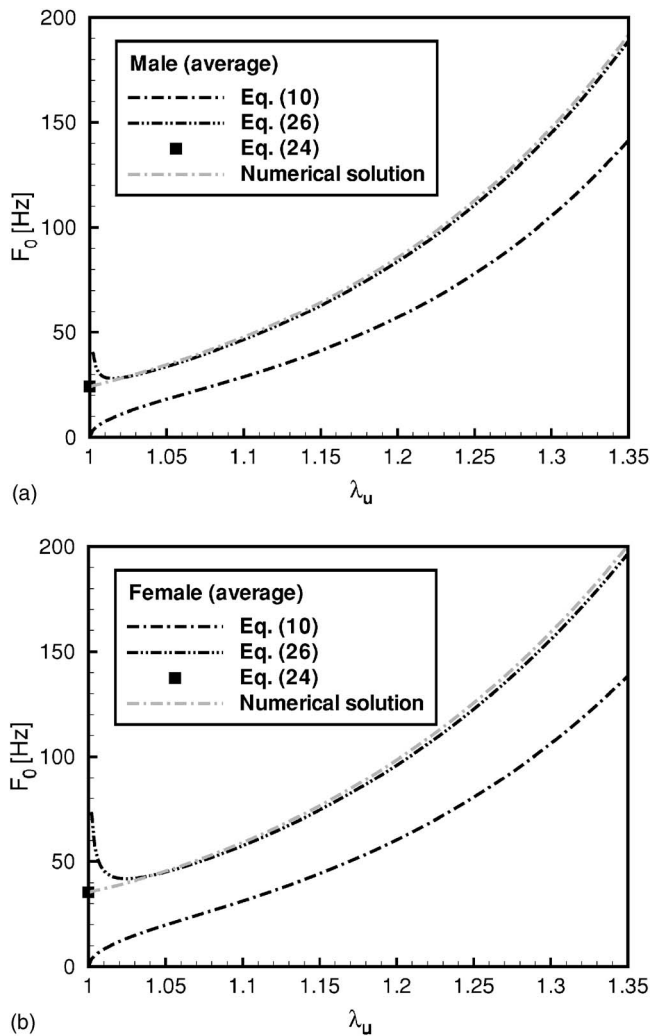 200
150
100
50
0
F₀ [Hz]
Male (average)
Eq. (10)
Eq. (26)
Eq. (24)
Numerical solution
1 1.05 1.1 1.15 1.2 1.25 1.3 1.35
λᵤ
(a)
200
150
100
50
0
F₀ [Hz]
Female (average)
Eq. (10)
Eq. (26)
Eq. (24)
Numerical solution
1 1.05 1.1 1.15 1.2 1.25 1.3 1.35
λᵤ
(b)